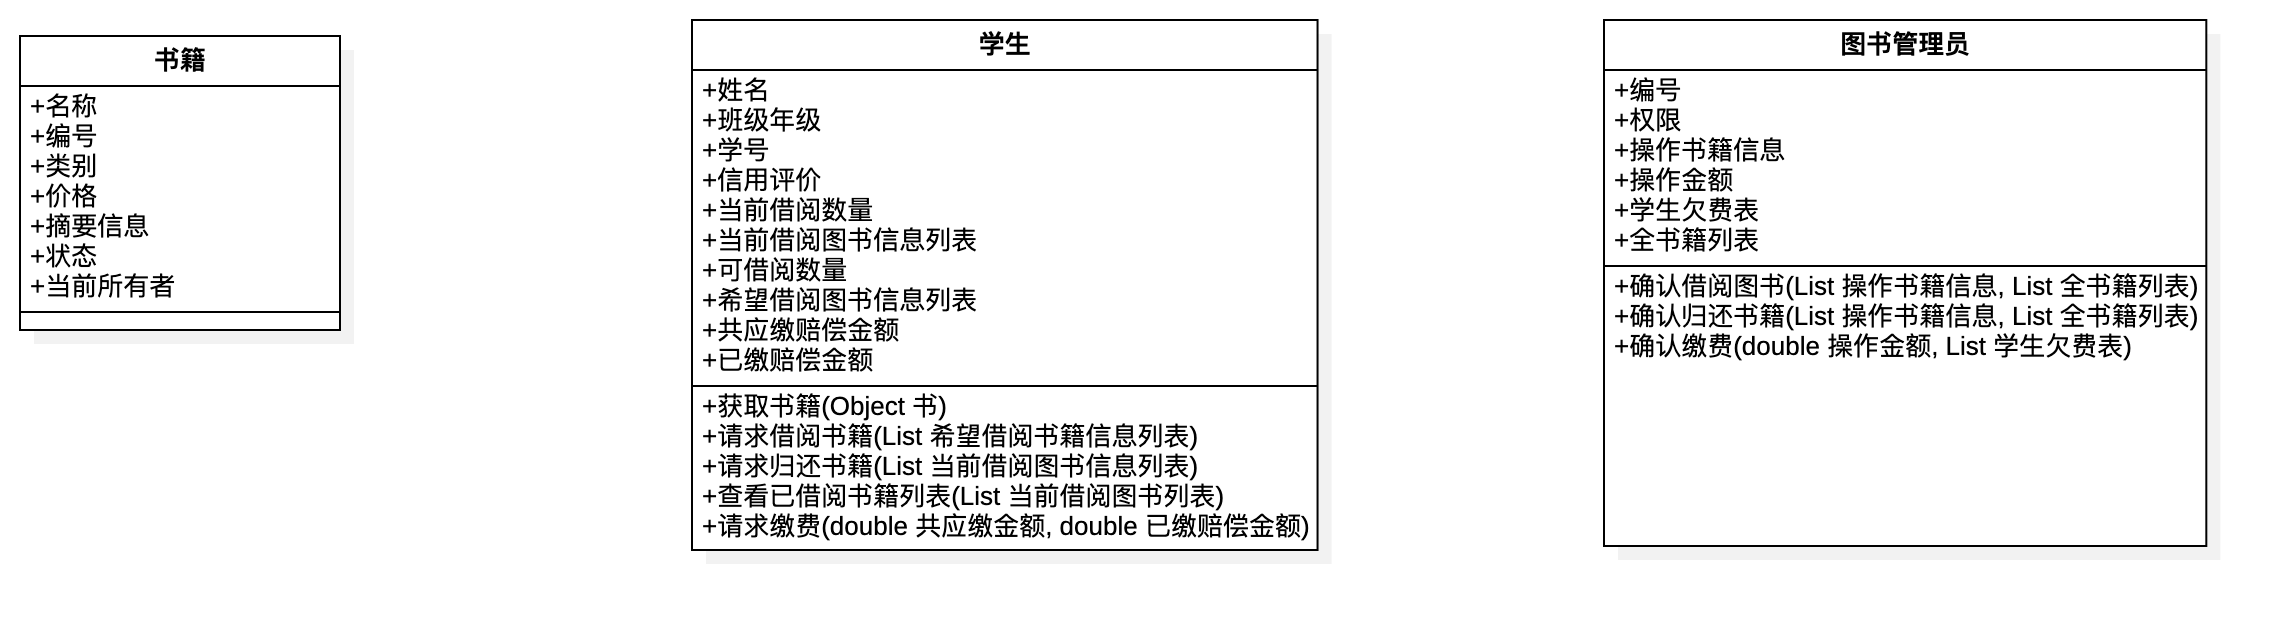 书籍
+名称
+编号
+类别
+价格
+摘要信息
+状态
+当前所有者
学生
+姓名
+班级年级
+学号
+信用评价
+当前借阅数量
+当前借阅图书信息列表
+可借阅数量
+希望借阅图书信息列表
+共应缴赔偿金额
+已缴赔偿金额
+获取书籍(Object 书)
+请求借阅书籍(List 希望借阅书籍信息列表)
+请求归还书籍(List 当前借阅图书信息列表)
+查看已借阅书籍列表(List 当前借阅图书列表)
+请求缴费(double 共应缴金额, double 已缴赔偿金额)
图书管理员
+编号
+权限
+操作书籍信息
+操作金额
+学生欠费表
+全书籍列表
+确认借阅图书(List 操作书籍信息, List 全书籍列表)
+确认归还书籍(List 操作书籍信息, List 全书籍列表)
+确认缴费(double 操作金额, List 学生欠费表)